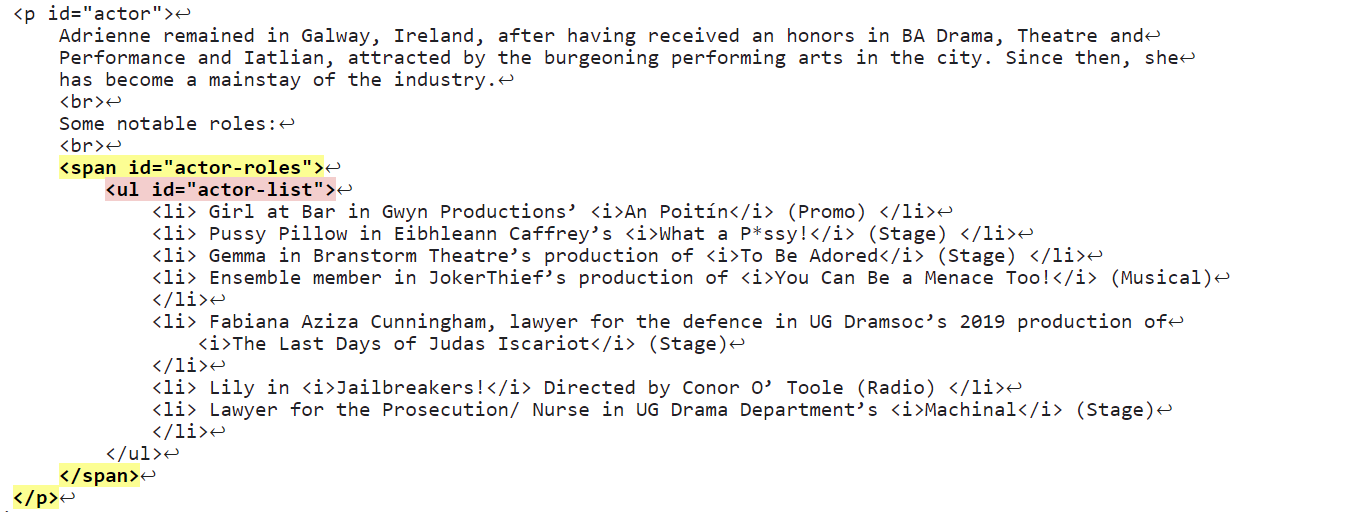 <p id="actor">↩
Adrienne remained in Galway, Ireland, after having received an honors in BA Drama, Theatre and↩
Performance and Iatlian, attracted by the burgeoning performing arts in the city. Since then, she↩
has become a mainstay of the industry.↩
<br>↩
Some notable roles:↩
<br>↩
<span id="actor-roles">↩
<ul id="actor-list">↩
<li> Girl at Bar in Gwyn Productions’ <i>An Poitín</i> (Promo) </li>↩
<li> Pussy Pillow in Eibhleann Caffrey’s <i>What a P*ssy!</i> (Stage) </li>↩
<li> Gemma in Branstorm Theatre’s production of <i>To Be Adored</i> (Stage) </li>↩
<li> Ensemble member in JokerThief’s production of <i>You Can Be a Menace Too!</i> (Musical)↩
</li>↩
<li> Fabiana Aziza Cunningham, lawyer for the defence in UG Dramsoc’s 2019 production of↩
<i>The Last Days of Judas Iscariot</i> (Stage)↩
</li>↩
<li> Lily in <i>Jailbreakers!</i> Directed by Conor O’ Toole (Radio) </li>↩
<li> Lawyer for the Prosecution/ Nurse in UG Drama Department’s <i>Machinal</i> (Stage)↩
</li>↩
</ul>↩
</span>↩
</p>↩